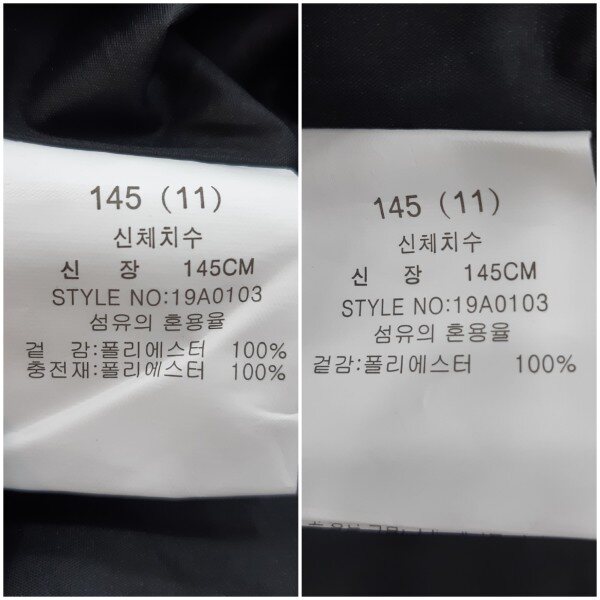 145 (11)
신체치수
신 장 145CM
STYLE NO:19A0103
섬유의 혼용율
겉 감:폴리에스터 100%
충전재:폴리에스터 100%
145 (11)
신체치수
신 장 145CM
STYLE NO:19A0103
섬유의 혼용율
겉감:폴리에스터 100%